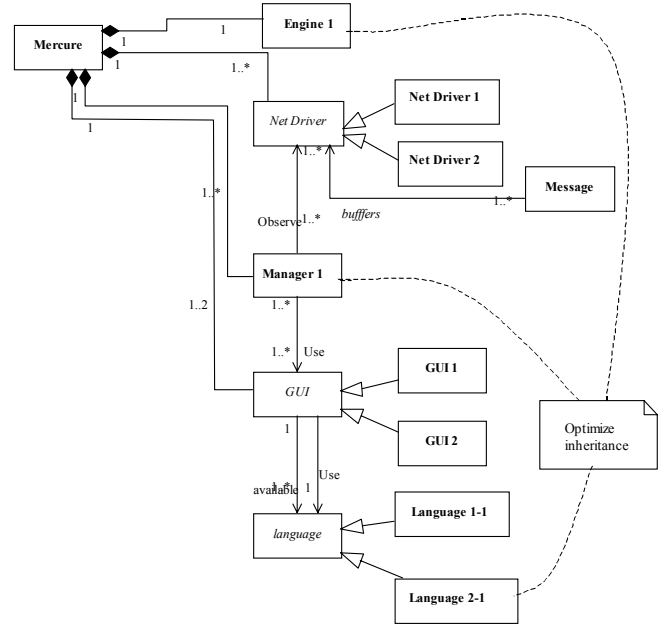 Engine 1
Mercure
1
1
1
1..*
Net Driver 1
Net Driver
1
1
1..*
Net Driver 2
Message
1..*
1..*
1..*
bufffers
Observe
Manager 1
1..*
1..2
1..*
Use
GUI 1
GUI
Optimize
inheritance
1
GUI 2
Use
1..*
1
available
Language 1-1
language
Language 2-1